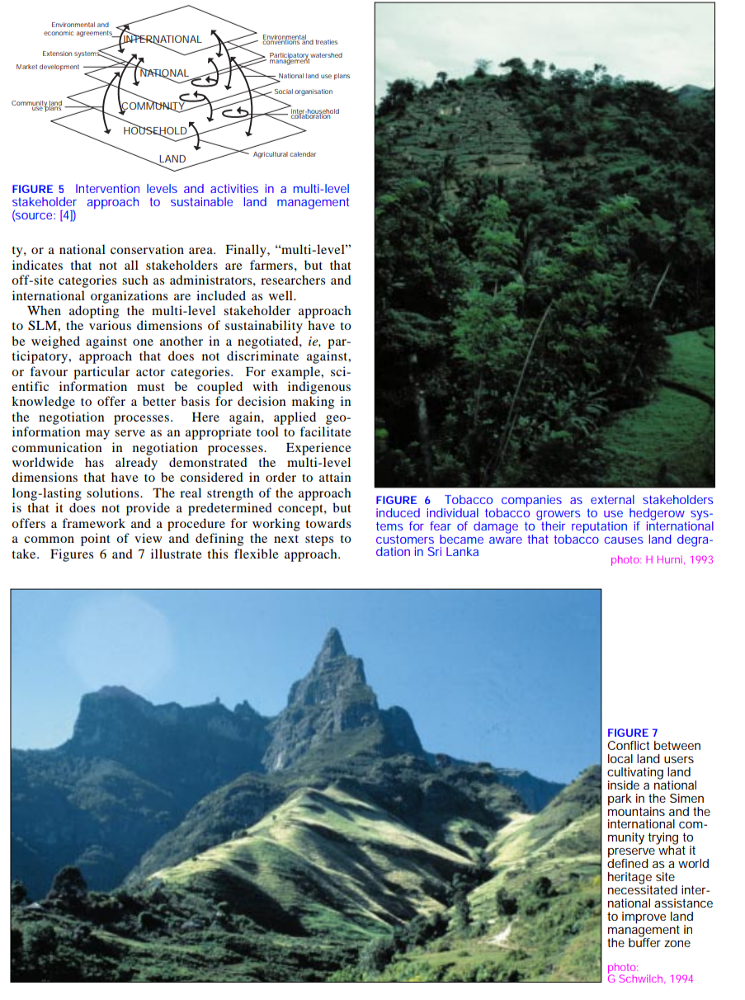 Environmental and
economic agreements
Extension systems
Market development
Community land
use plans
INTERNATIONAL
NATIONAL
COMMUNITY
HOUSEHOLD
LAND
Environmental
conventions and treaties
Participatory watershed
management
National land use plans
Social organisation
Inter-household
collaboration
Agricultural calendar
FIGURE 5 Intervention levels and activities in a multi-level
stakeholder approach to sustainable land management
(source: [4])
ty, or a national conservation area. Finally, “multi-level”
indicates that not all stakeholders are farmers, but that
off-site categories such as administrators, researchers and
international organizations are included as well.
When adopting the multi-level stakeholder approach
to SLM, the various dimensions of sustainability have to
be weighed against one another in a negotiated, ie, par-
ticipatory, approach that does not discriminate against,
or favour particular actor categories. For example, sci-
entific information must be coupled with indigenous
knowledge to offer a better basis for decision making in
the negotiation processes. Here again, applied geo-
information may serve as an appropriate tool to facilitate
communication in negotiation processes. Experience
worldwide has already demonstrated the multi-level
dimensions that have to be considered in order to attain
long-lasting solutions. The real strength of the approach
is that it does not provide a predetermined concept, but
offers a framework and a procedure for working towards
a common point of view and defining the next steps to
take. Figures 6 and 7 illustrate this flexible approach.
FIGURE 6 Tobacco companies as external stakeholders
induced individual tobacco growers to use hedgerow sys-
tems for fear of damage to their reputation if international
customers became aware that tobacco causes land degra-
dation in Sri Lanka
photo: H Hurni, 1993
FIGURE 7
Conflict between
local land users
cultivating land
inside a national
park in the Simen
mountains and the
international com-
munity trying to
preserve what it
defined as a world
heritage site
necessitated inter-
national assistance
to improve land
management in
the buffer zone
photo:
G Schwilch, 1994